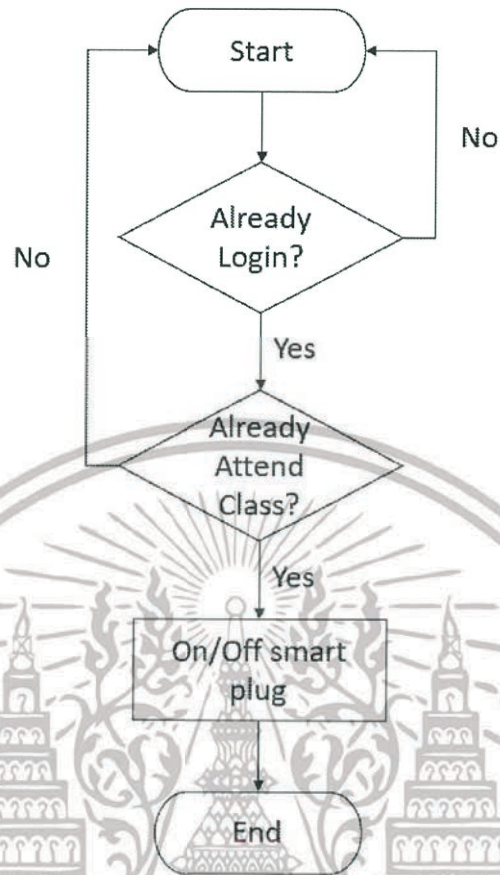 Start
No
Already
Login?
No
Yes
Already
Attend
Class?
Yes
On/Off smart
plug
End